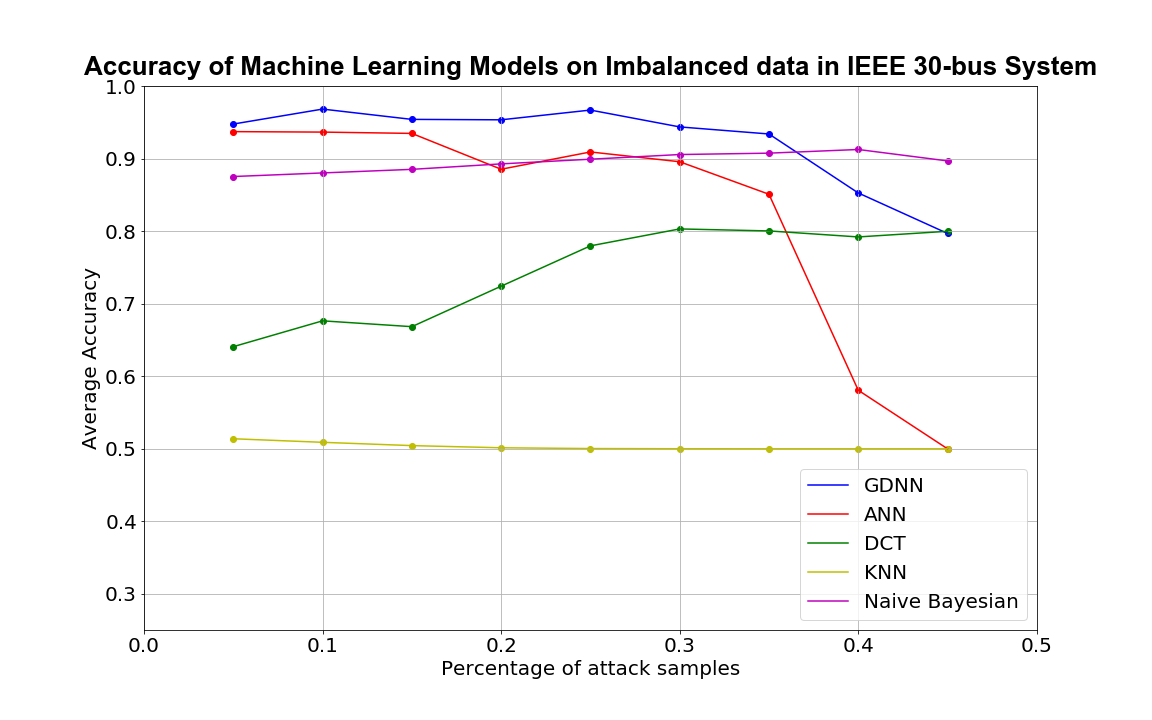 Accuracy of Machine Learning Models on Imbalanced data in IEEE 30-bus System
1.0
0.9
0.8
0.7
0.6
0.5
0.4
0.3
Average Accuracy
GDNN
ANN
DCT
KNN
Naive Bayesian
0.0 0.1 0.2 0.3 0.4 0.5
Percentage of attack samples